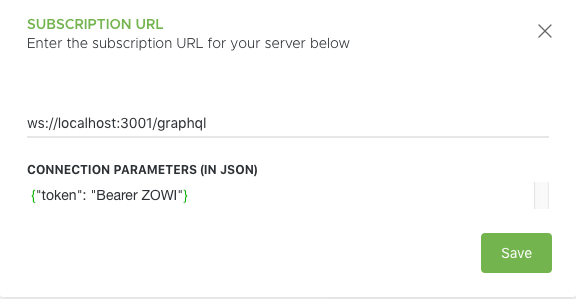 SUBSCRIPTION URL
Enter the subscription URL for your server below
ws://localhost:3001/graphql
CONNECTION PARAMETERS (IN JSON)
{"token": "Bearer ZOWI"}
Save